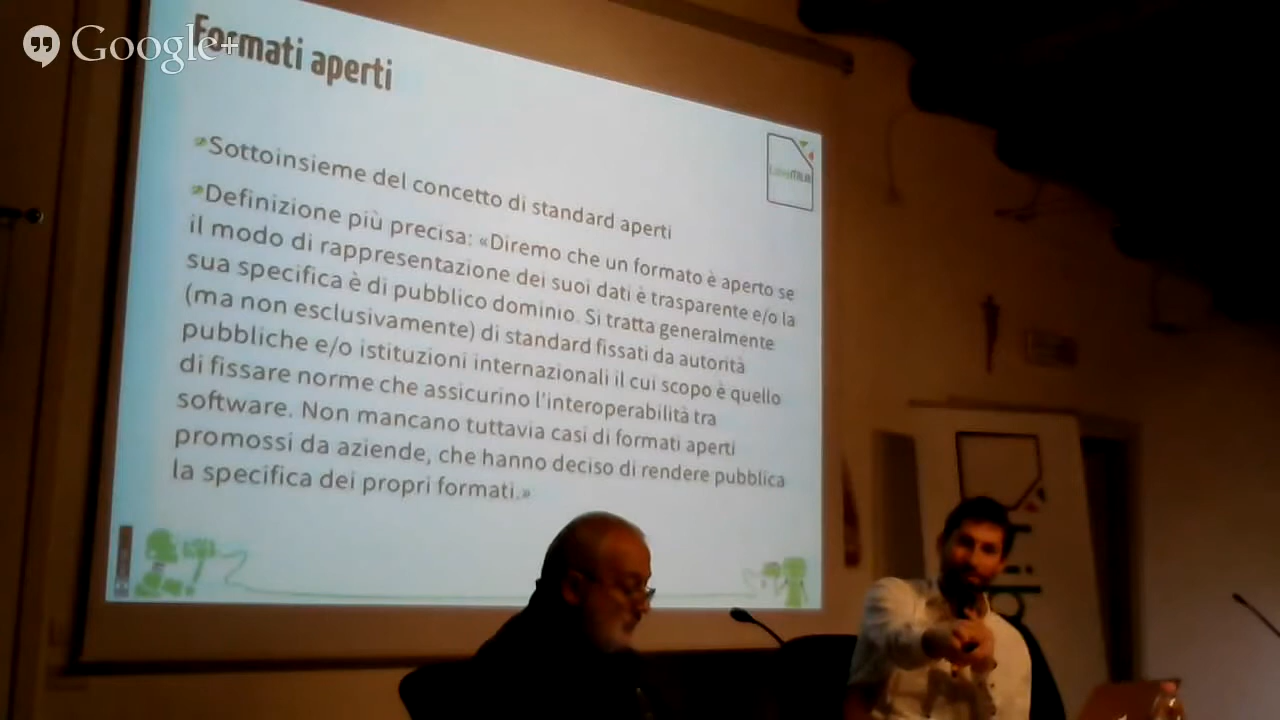 Google+
Formati aperti
Sottoinsieme del concetto di standard aperti
Definizione più precisa: «Diremo che un formato è aperto se
il modo di rappresentazione dei suoi dati è trasparente e/o la
sua specifica è di pubblico dominio. Si tratta generalmente
(ma non esclusivamente) di standard fissati da autorità
pubbliche e/o istituzioni internazionali il cui scopo è quello
di fissare norme che assicurino l'interoperabilità tra
software. Non mancano tuttavia casi di formati aperti
promossi da aziende, che hanno deciso di rendere pubblica
la specifica dei propri formati.»
LibreITALIA